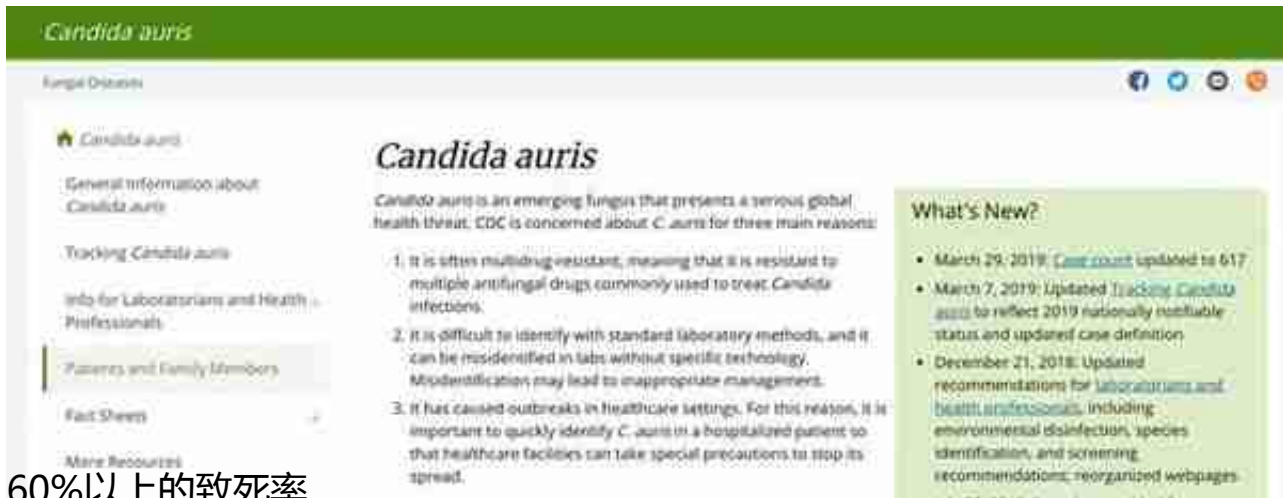 Candida auris
Fungal Diseases
Candida auris
General Information about
Candida auris
Tracking Candida auris
Info for Laboratorians and Health
Professionals
Patients and Family Members
Fact Sheets
More Resources
Candida auris
Candida auris is an emerging fungus that presents a serious global
health threat. CDC is concerned about C. auris for three main reasons:
1. It is often multidrug-resistant, meaning that it is resistant to
multiple antifungal drugs commonly used to treat Candida
infections.
2. It is difficult to identify with standard laboratory methods, and it
can be misidentified in labs without specific technology.
Misidentification may lead to inappropriate management.
3. It has caused outbreaks in healthcare settings. For this reason, it is
important to quickly identify C. auris in a hospitalized patient so
that healthcare facilities can take special precautions to stop its
spread.
What's New?
• March 29, 2019: Case count updated to 617
• March 7, 2019: Updated Tracking Candida
auris to reflect 2019 nationally notifiable
status and updated case definition
• December 21, 2018: Updated
recommendations for laboratorians and
health professionals, including
environmental disinfection, species
identification, and screening
recommendations; reorganized webpages
60%以上的致死率